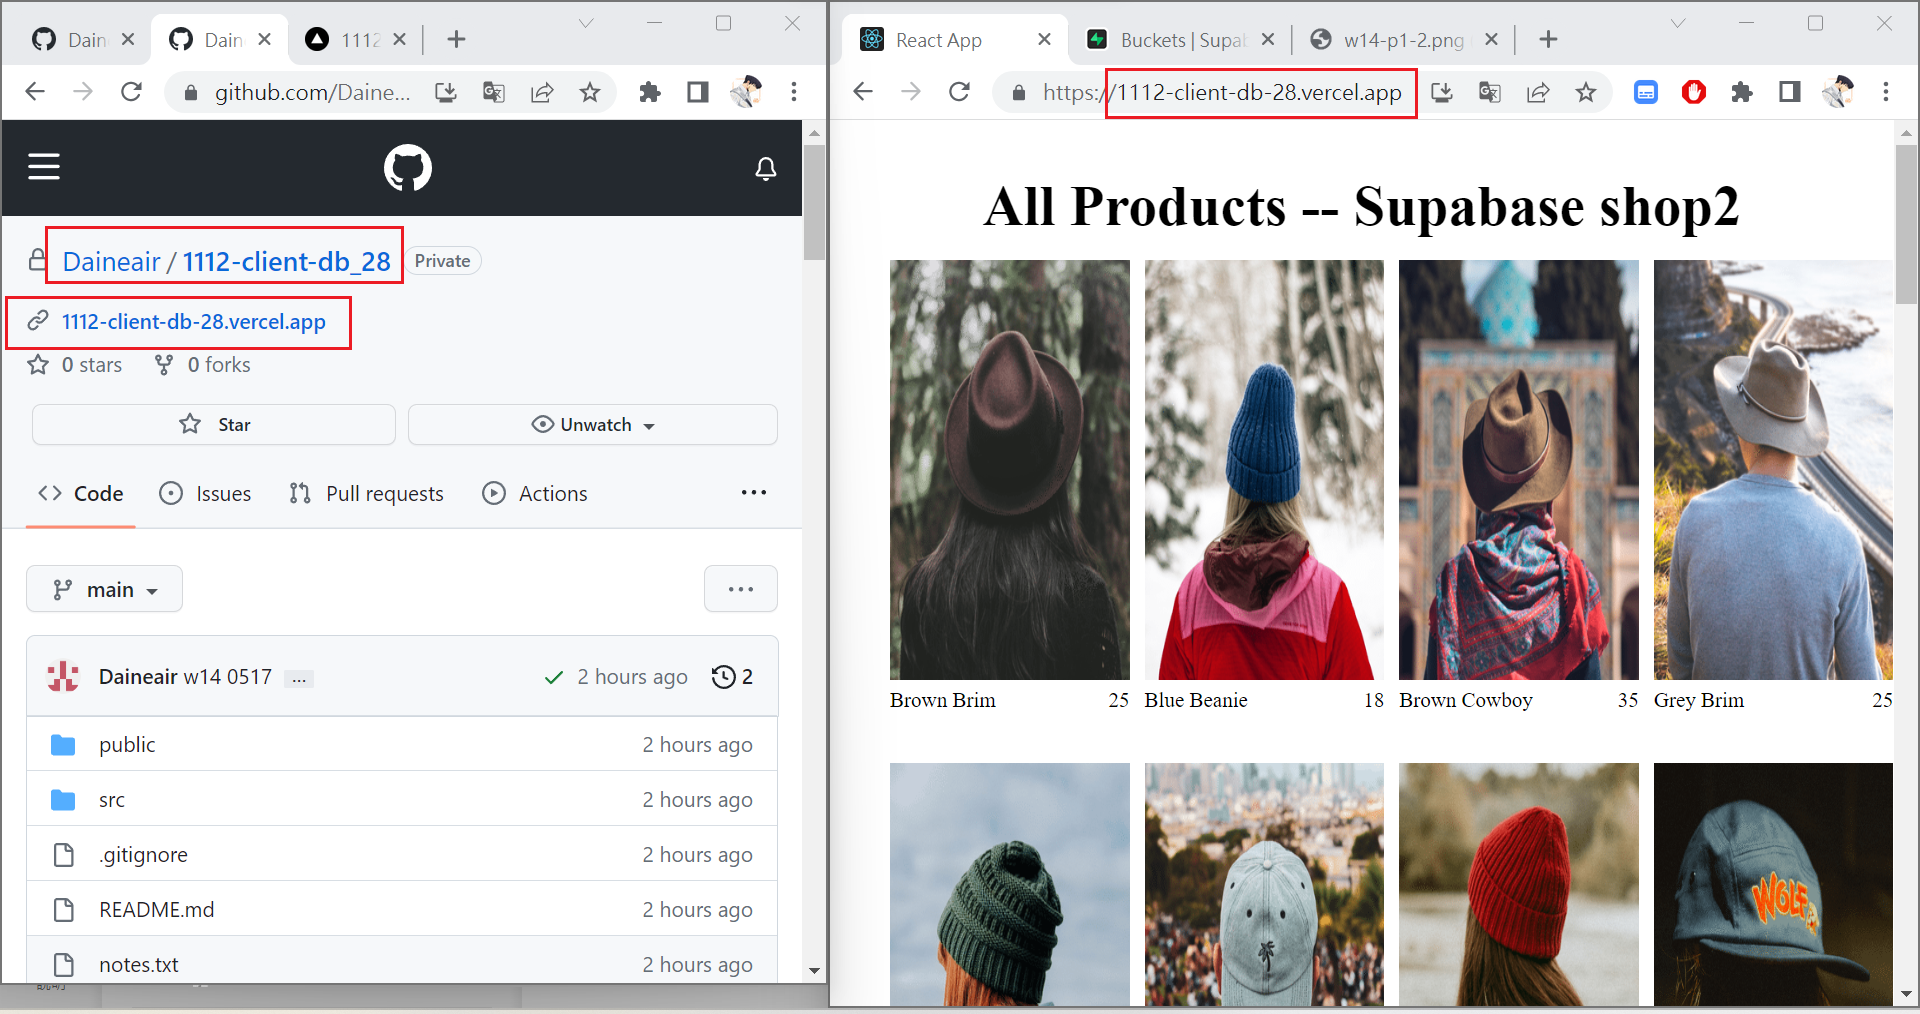 Dain
Dain
1112
github.com/Daine...
Daineair / 1112-client-db_28
Private
1112-client-db-28.vercel.app
0 stars
0 forks
Star
Unwatch
Code
Issues
Pull requests
Actions
main
Daineair w14 0517 ...
2 hours ago
2
public
2 hours ago
src
2 hours ago
.gitignore
2 hours ago
README.md
2 hours ago
notes.txt
2 hours ago
React App
Buckets | Supab
w14-p1-2.png
https://1112-client-db-28.vercel.app
All Products -- Supabase shop2
Brown Brim 25
Blue Beanie 18
Brown Cowboy 35
Grey Brim 25
WOLF